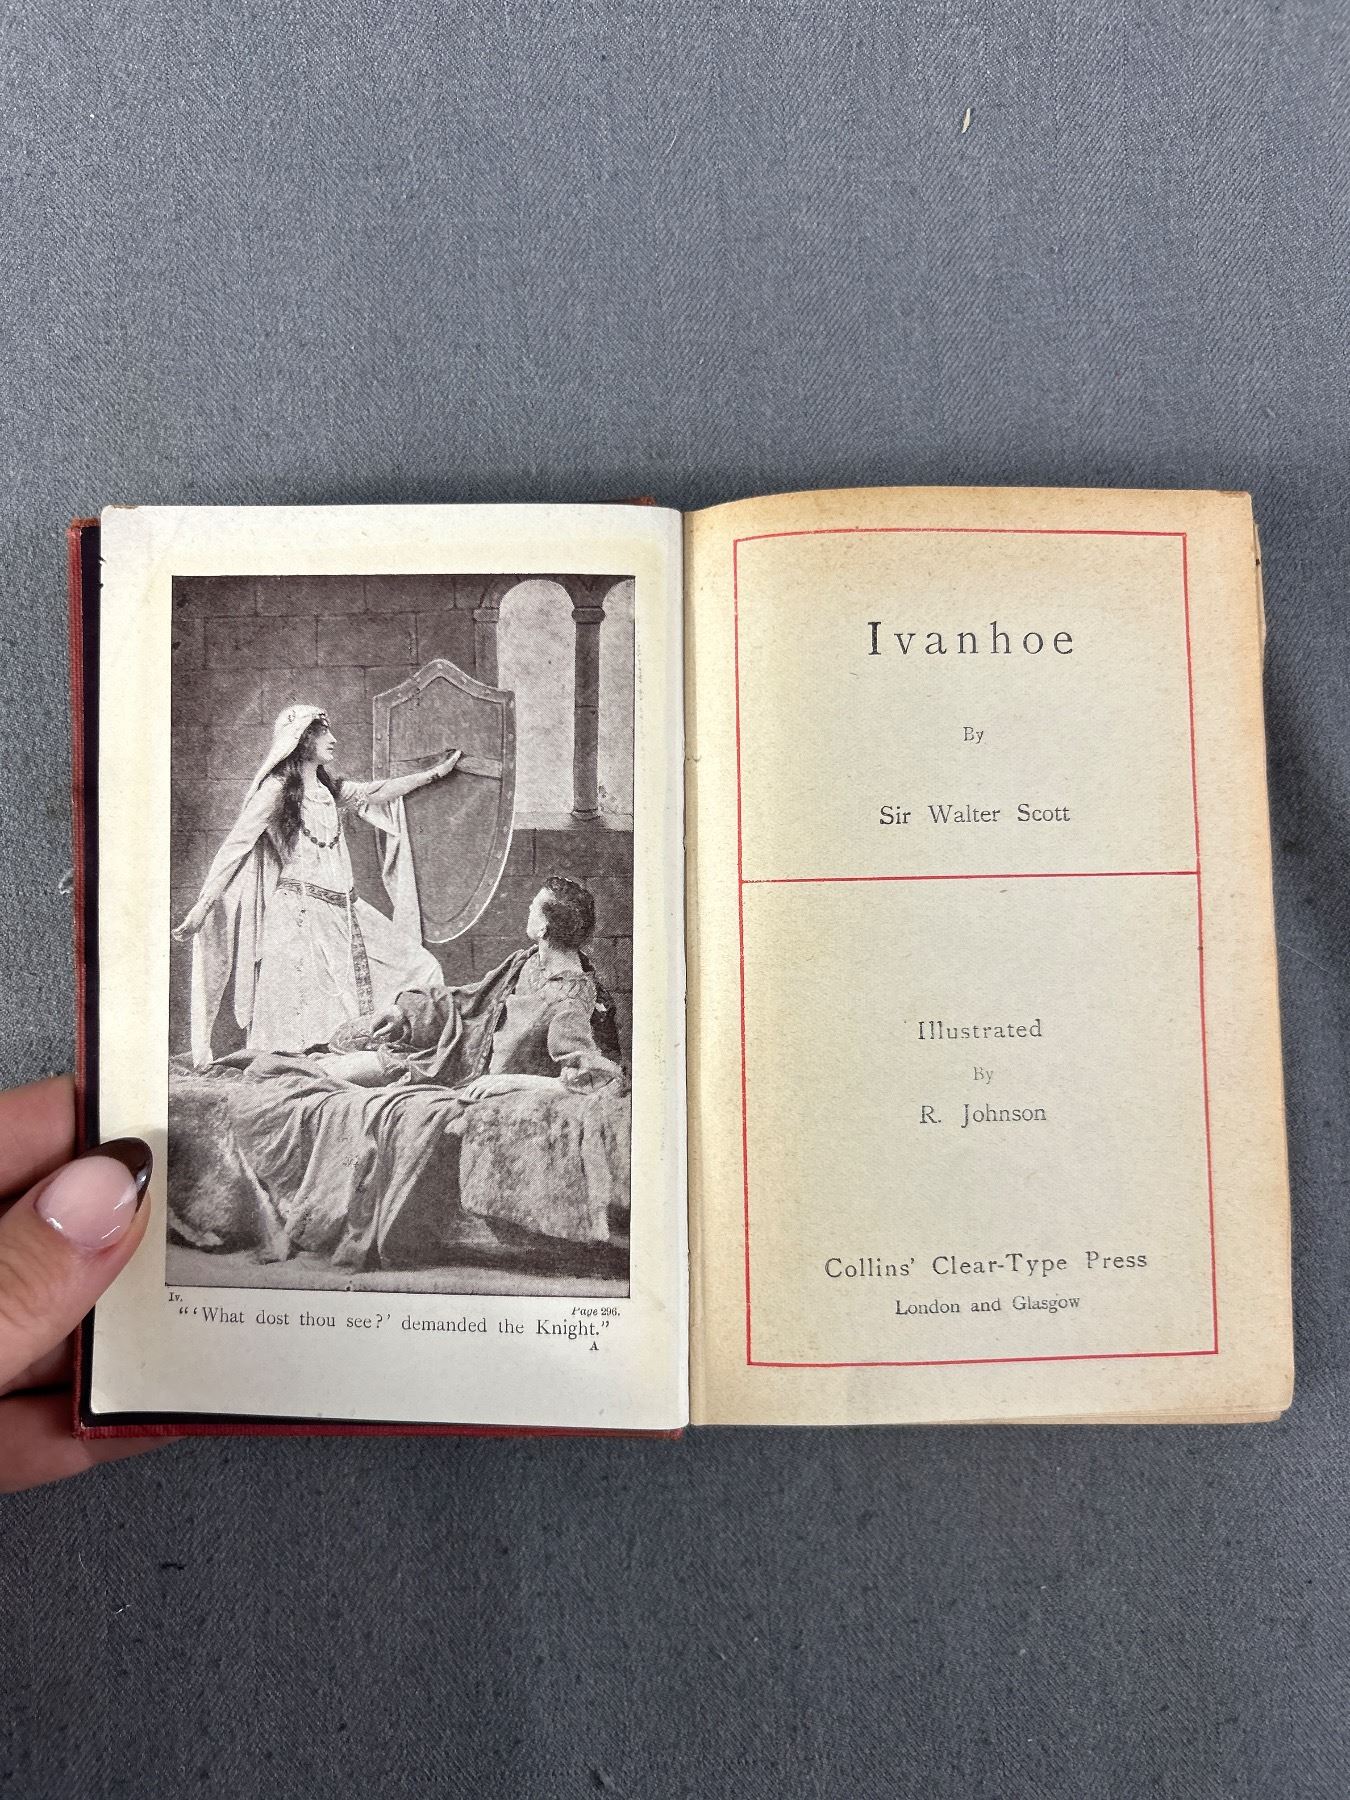 Iv.
Page 296.
"'What dost thou see?' demanded the Knight."
A
Ivanhoe
By
Sir Walter Scott
Illustrated
By
R. Johnson
Collins' Clear-Type Press
London and Glasgow